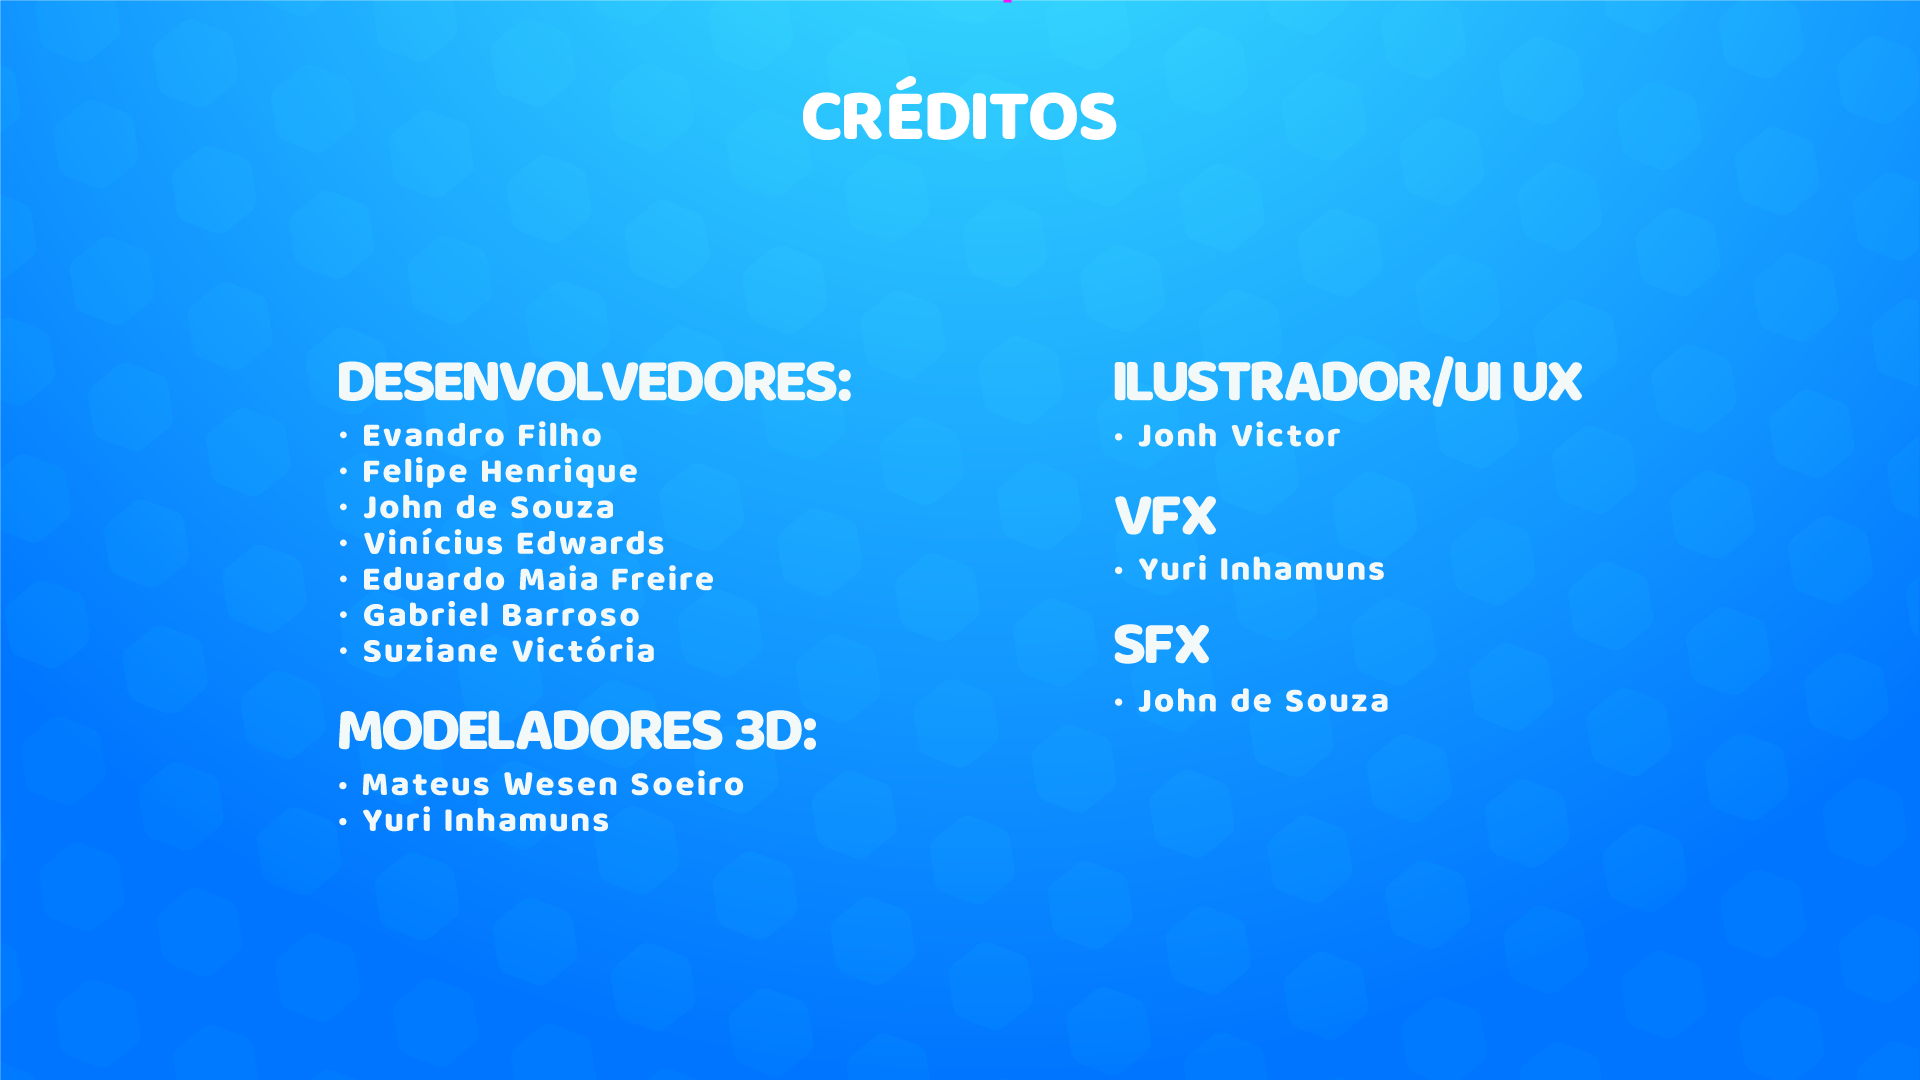 CRÉDITOS
DESENVOLVEDORES:
• Evandro Filho
• Felipe Henrique
• John de Souza
• Vinícius Edwards
• Eduardo Maia Freire
• Gabriel Barroso
• Suziane Victória
MODELADORES 3D:
• Mateus Wesen Soeiro
• Yuri Inhamuns
ILUSTRADOR/UI UX
• Jonh Victor
VFX
• Yuri Inhamuns
SFX
• John de Souza